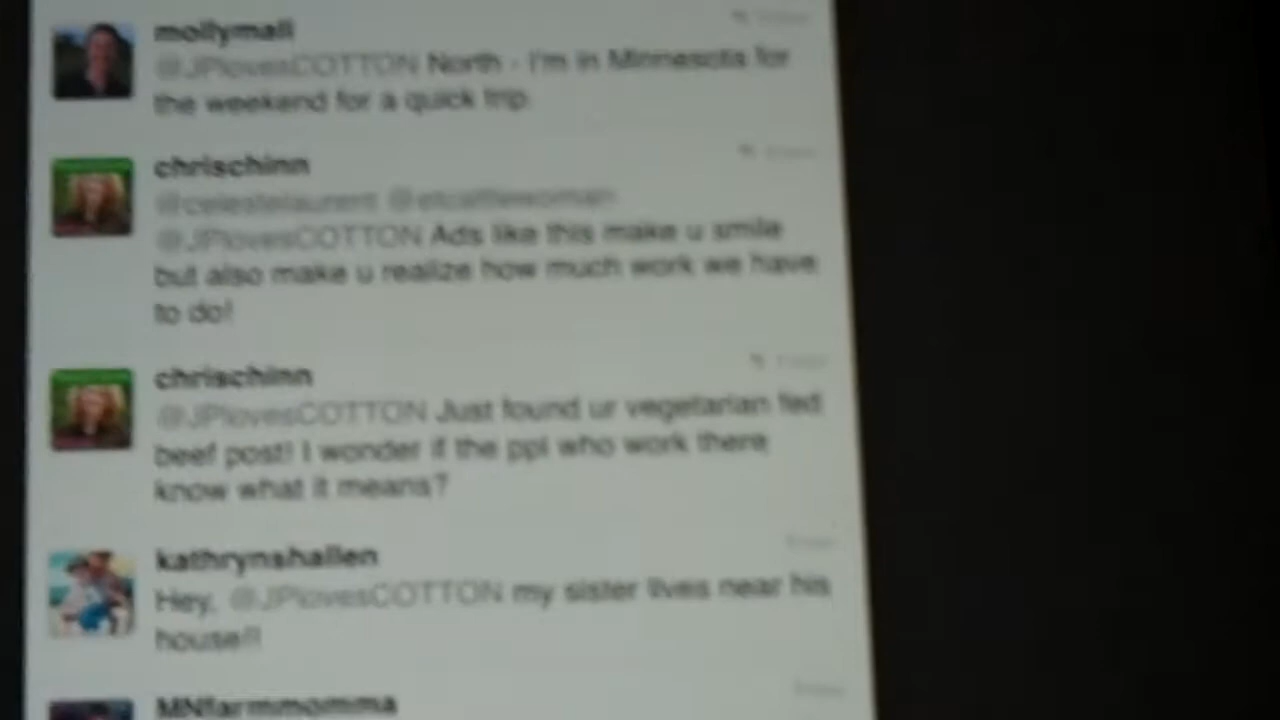 mollymall
@JPlovesCOTTON North - I'm in Minnesota for
the weekend for a quick trip.
chrischinn
@celestelaurent @etcattlewoman
@JPlovesCOTTON Ads like this make u smile
but also make u realize how much work we have
to do!
chrischinn
@JPlovesCOTTON Just found ur vegetarian fed
beef post! I wonder if the ppl who work there
know what it means?
kathrynshallen
Hey, @JPlovesCOTTON my sister lives near his
house!!
MNfarmmomma